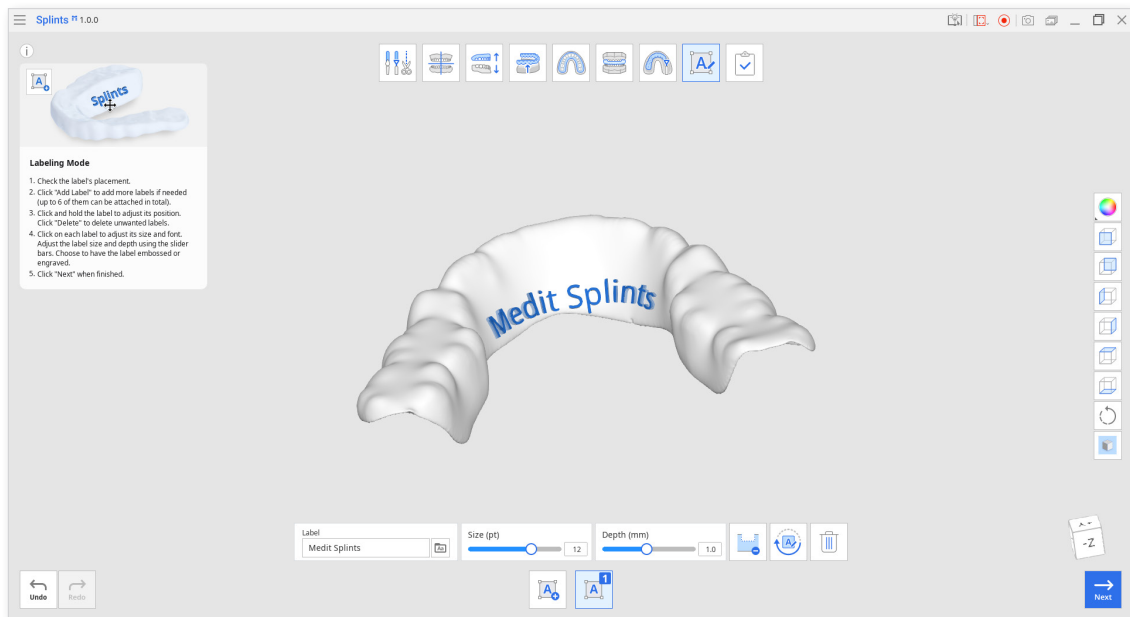 Splints 1.0.0
Splints
Labeling Mode
1. Check the label's placement.
2. Click "Add Label" to add more labels if needed
(up to 6 of them can be attached in total).
3. Click and hold the label to adjust its position.
Click "Delete" to delete unwanted labels.
4. Click on each label to adjust its size and font.
Adjust the label size and depth using the slider
bars. Choose to have the label embossed or
engraved.
5. Click "Next" when finished.
Medit Splints
Label
Medit Splints
Aa
Size (pt)
12
Depth (mm)
1.0
A
-Z
Undo
Redo
A
A
1
Next